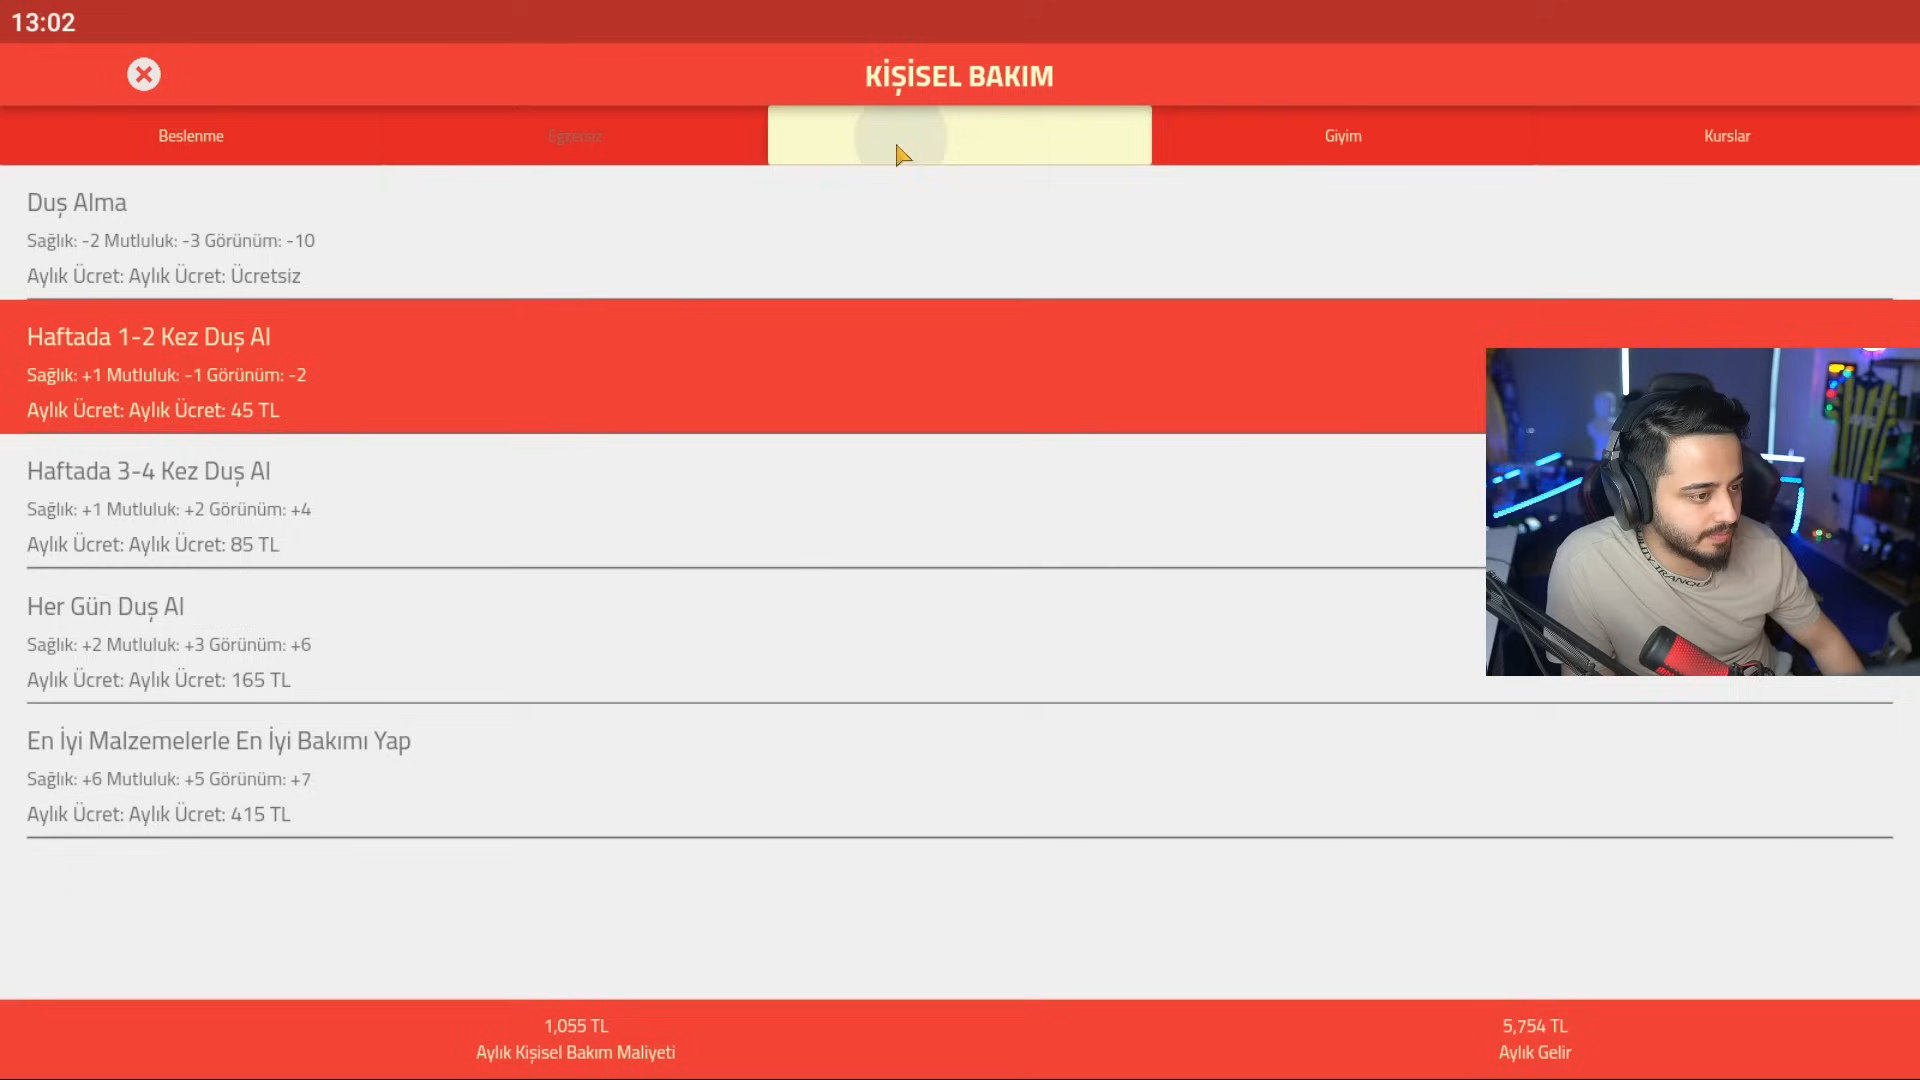 13:02
KİŞİSEL BAKIM
Beslenme
Egzersiz
Giyim
Kurslar
Duş Alma
Sağlık: -2 Mutluluk: -3 Görünüm: -10
Aylık Ücret: Aylık Ücret: Ücretsiz
Haftada 1-2 Kez Duş Al
Sağlık: +1 Mutluluk: -1 Görünüm: -2
Aylık Ücret: Aylık Ücret: 45 TL
Haftada 3-4 Kez Duş Al
Sağlık: +1 Mutluluk: +2 Görünüm: +4
Aylık Ücret: Aylık Ücret: 85 TL
Her Gün Duş Al
Sağlık: +2 Mutluluk: +3 Görünüm: +6
Aylık Ücret: Aylık Ücret: 165 TL
En İyi Malzemelerle En İyi Bakımı Yap
Sağlık: +6 Mutluluk: +5 Görünüm: +7
Aylık Ücret: Aylık Ücret: 415 TL
1,055 TL
Aylık Kişisel Bakım Maliyeti
5,754 TL
Aylık Gelir